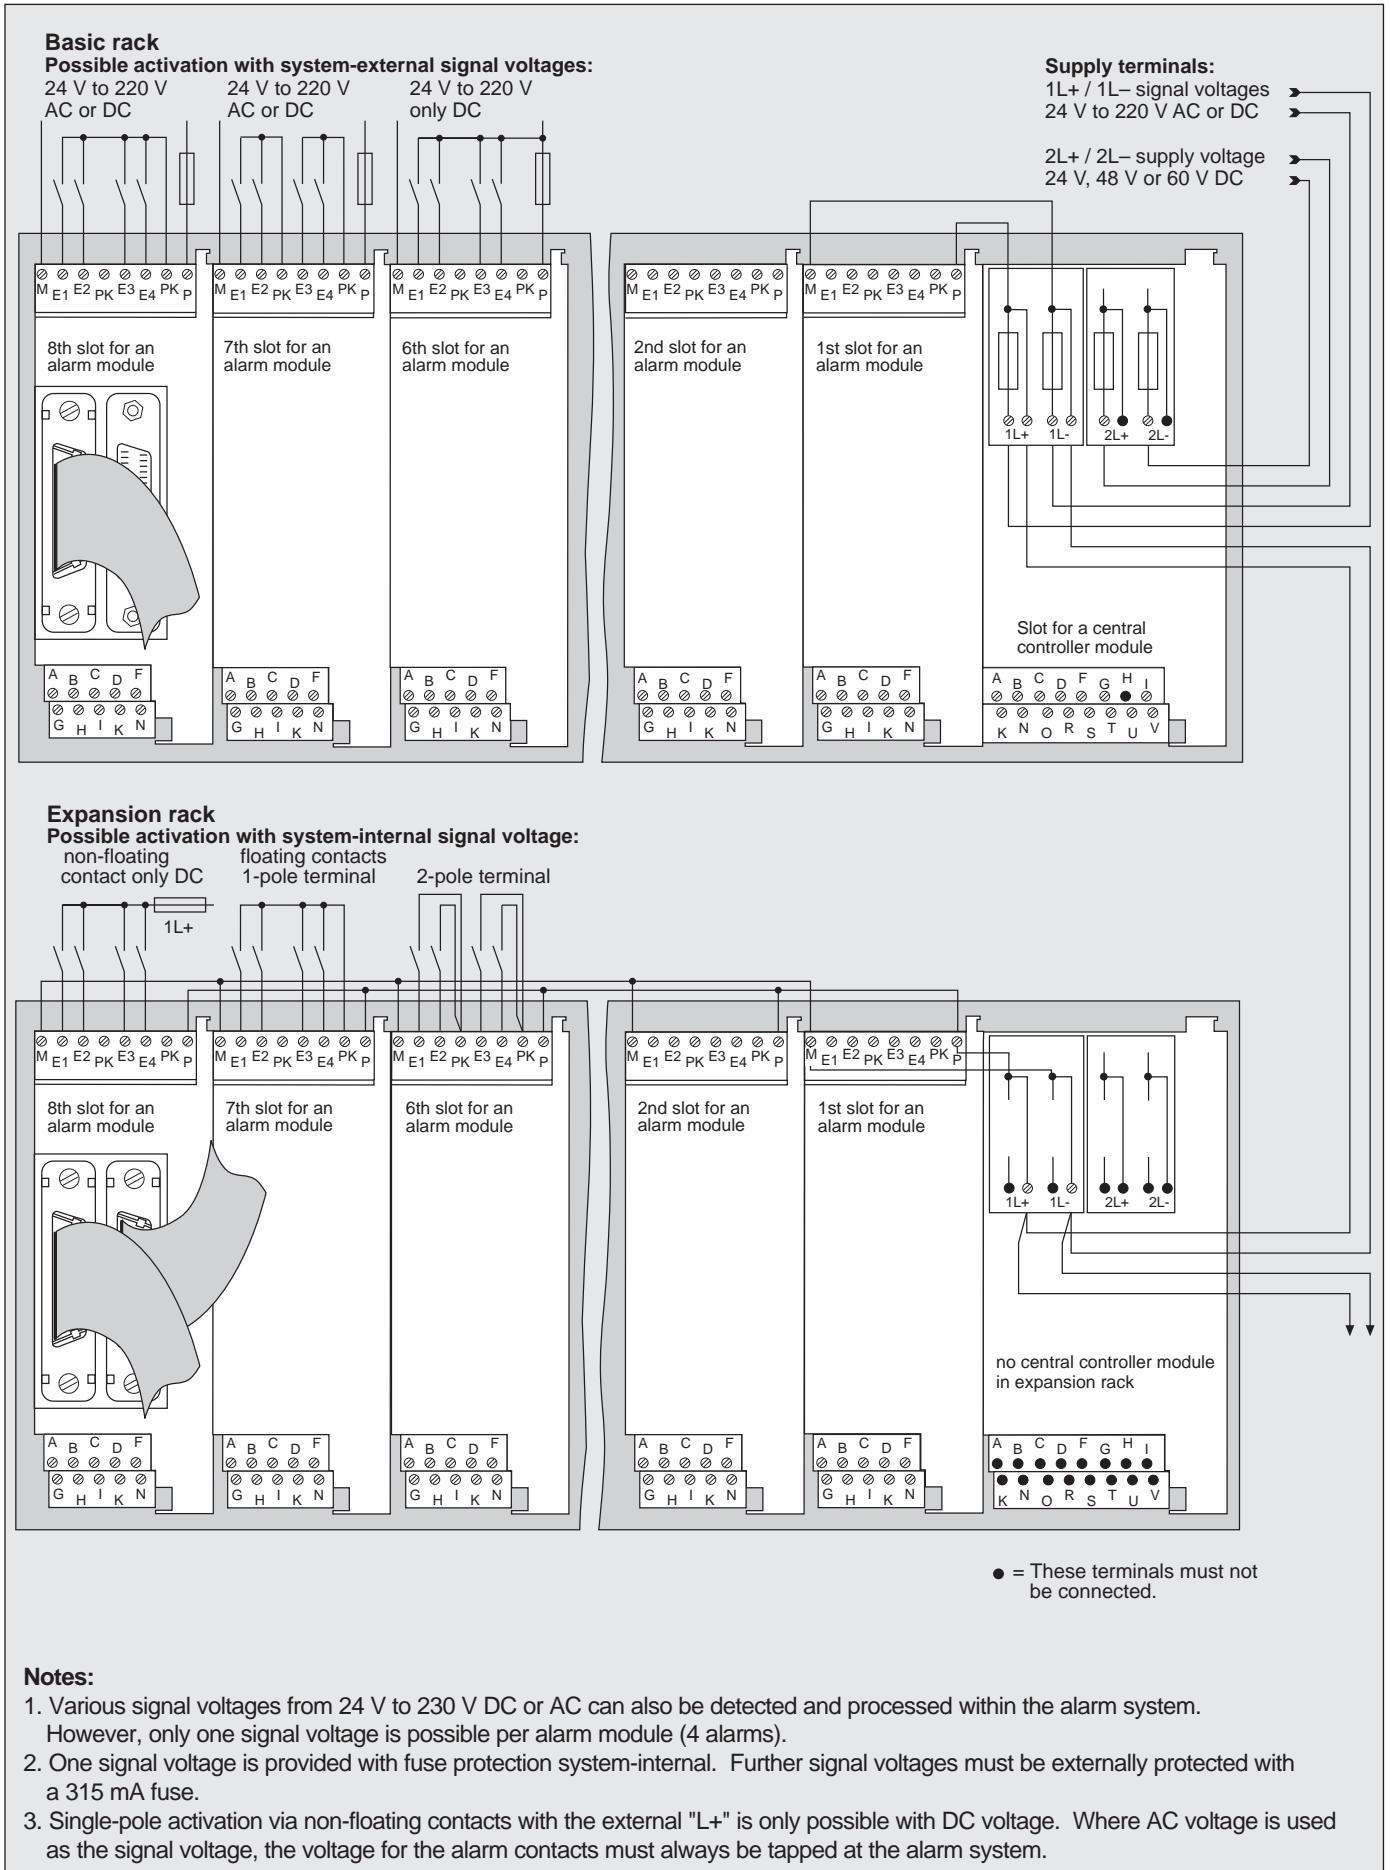 Basic rack
Possible activation with system-external signal voltages:
24 V to 220 V
AC or DC
24 V to 220 V
AC or DC
24 V to 220 V
only DC
Supply terminals:
1L+ / 1L– signal voltages
24 V to 220 V AC or DC
2L+ / 2L– supply voltage
24 V, 48 V or 60 V DC
M E1 E2 PK E3 E4 PK P
M E1 E2 PK E3 E4 PK P
M E1 E2 PK E3 E4 PK P
M E1 E2 PK E3 E4 PK P
M E1 E2 PK E3 E4 PK P
8th slot for an
alarm module
7th slot for an
alarm module
6th slot for an
alarm module
2nd slot for an
alarm module
1st slot for an
alarm module
1L+ 1L- 2L+ 2L-
Slot for a central
controller module
A B C D F
G H I K N
A B C D F
G H I K N
A B C D F
G H I K N
A B C D F
G H I K N
A B C D F
G H I K N
A B C D F G H I
K N O R S T U V
Expansion rack
Possible activation with system-internal signal voltage:
non-floating
contact only DC
floating contacts
1-pole terminal
2-pole terminal
1L+
M E1 E2 PK E3 E4 PK P
M E1 E2 PK E3 E4 PK P
M E1 E2 PK E3 E4 PK P
M E1 E2 PK E3 E4 PK P
M E1 E2 PK E3 E4 PK P
8th slot for an
alarm module
7th slot for an
alarm module
6th slot for an
alarm module
2nd slot for an
alarm module
1st slot for an
alarm module
1L+ 1L- 2L+ 2L-
no central controller module
in expansion rack
A B C D F
G H I K N
A B C D F
G H I K N
A B C D F
G H I K N
A B C D F
G H I K N
A B C D F
G H I K N
A B C D F G H I
K N O R S T U V
● = These terminals must not
be connected.
Notes:
1. Various signal voltages from 24 V to 230 V DC or AC can also be detected and processed within the alarm system.
However, only one signal voltage is possible per alarm module (4 alarms).
2. One signal voltage is provided with fuse protection system-internal. Further signal voltages must be externally protected with
a 315 mA fuse.
3. Single-pole activation via non-floating contacts with the external "L+" is only possible with DC voltage. Where AC voltage is used
as the signal voltage, the voltage for the alarm contacts must always be tapped at the alarm system.